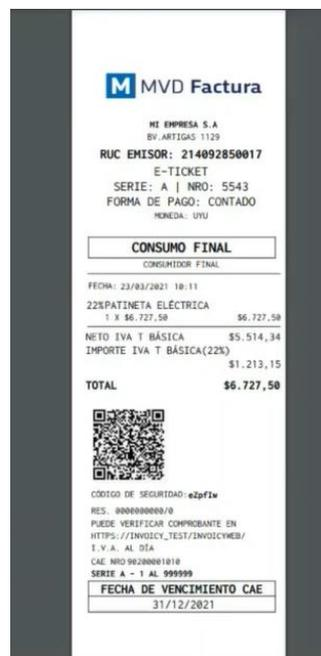 M MVD Factura
MI EMPRESA S.A
BV.ARTIGAS 1129
RUC EMISOR: 214092850017
E-TICKET
SERIE: A | NRO: 5543
FORMA DE PAGO: CONTADO
MONEDA: UYU
CONSUMO FINAL
CONSUMIDOR FINAL
FECHA: 23/03/2021 10:11
22%PATINETA ELÉCTRICA
1 X $6.727,50 $6.727,50
NETO IVA T BÁSICA $5.514,34
IMPORTE IVA T BÁSICA(22%)
$1.213,15
TOTAL $6.727,50
CÓDIGO DE SEGURIDAD: eZpfIw
RES. 0000000000/0
PUEDE VERIFICAR COMPROBANTE EN
HTTPS://INVOICY_TEST/INVOICYWEB/
I.V.A. AL DÍA
CAE NRO 90200001010
SERIE A - 1 AL 999999
FECHA DE VENCIMIENTO CAE
31/12/2021